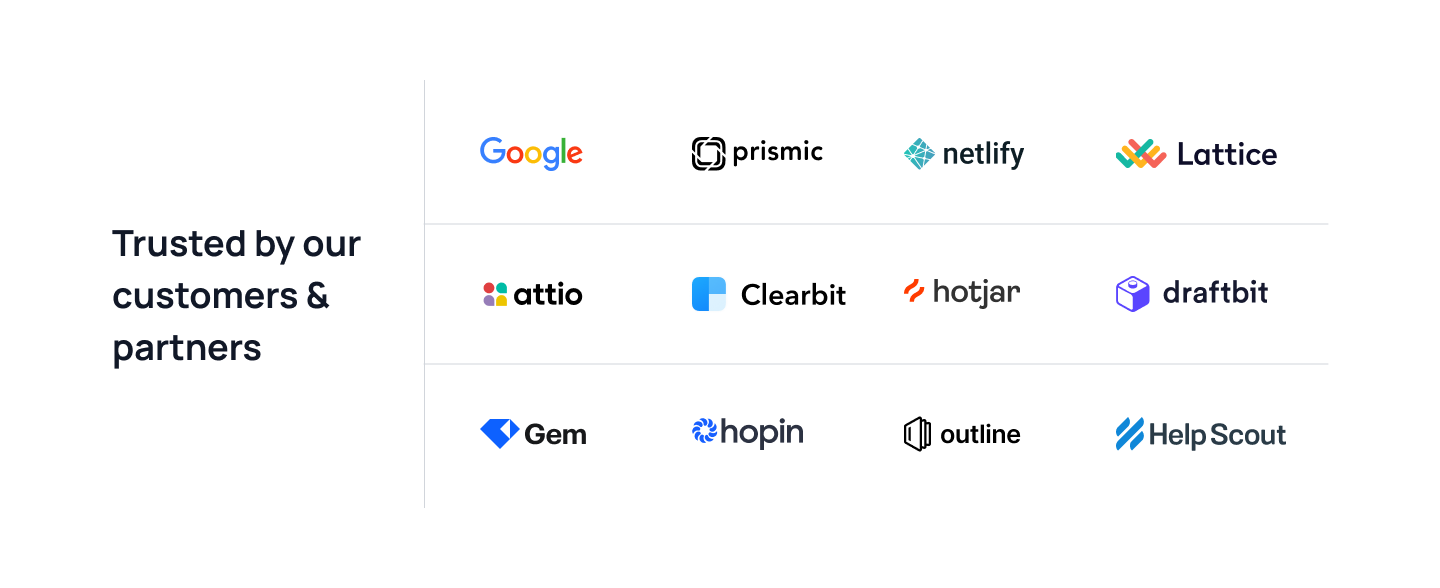 Trusted by our
customers &
partners
Google prismic netlify Lattice
attio Clearbit hotjar draftbit
Gem hopin outline Help Scout